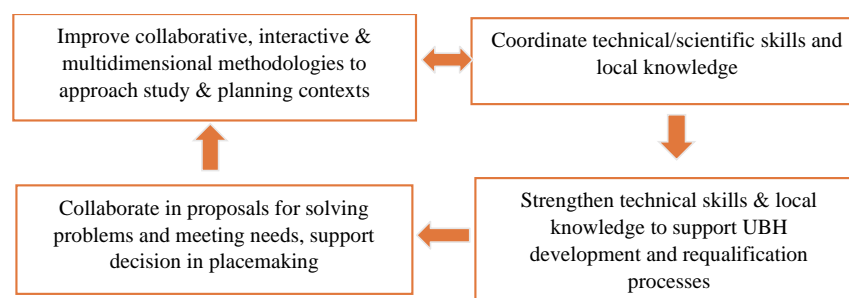 Improve collaborative, interactive &
multidimensional methodologies to
approach study & planning contexts
Coordinate technical/scientific skills and
local knowledge
Collaborate in proposals for solving
problems and meeting needs, support
decision in placemaking
Strengthen technical skills & local
knowledge to support UBH
development and requalification
processes